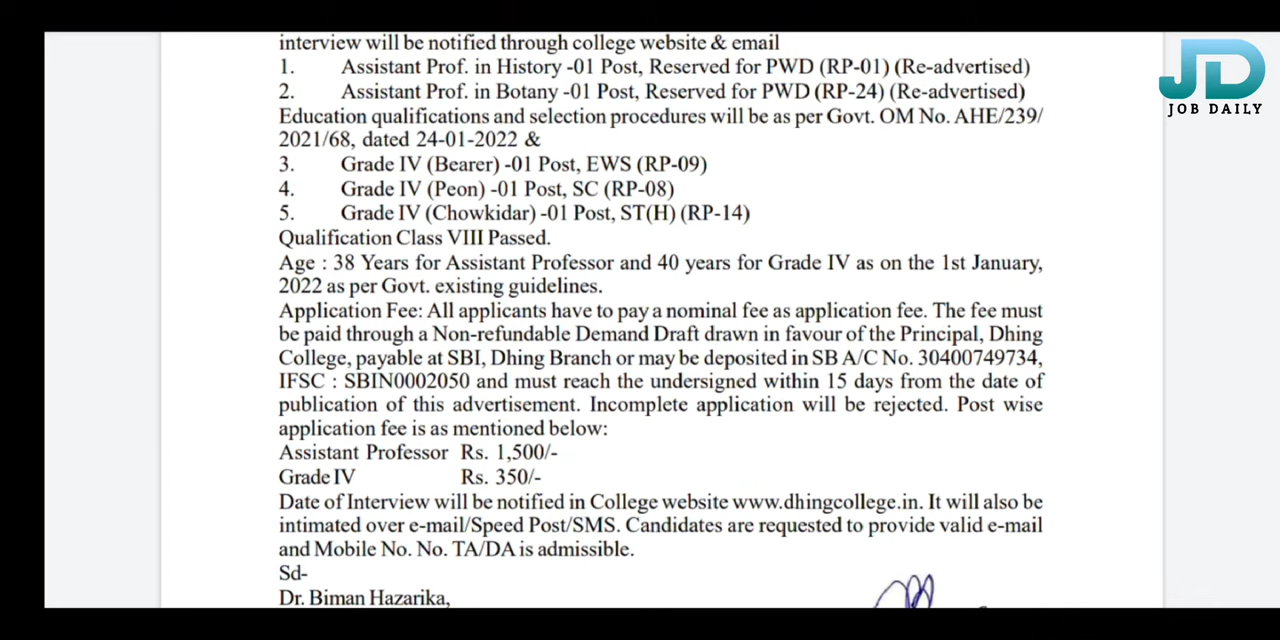 interview will be notified through college website & email
1. Assistant Prof. in History -01 Post, Reserved for PWD (RP-01) (Re-advertised)
2. Assistant Prof. in Botany -01 Post, Reserved for PWD (RP-24) (Re-advertised)
Education qualifications and selection procedures will be as per Govt. OM No. AHE/239/
2021/68, dated 24-01-2022 &
3. Grade IV (Bearer) -01 Post, EWS (RP-09)
4. Grade IV (Peon) -01 Post, SC (RP-08)
5. Grade IV (Chowkidar) -01 Post, ST(H) (RP-14)
Qualification Class VIII Passed.
Age : 38 Years for Assistant Professor and 40 years for Grade IV as on the 1st January,
2022 as per Govt. existing guidelines.
Application Fee: All applicants have to pay a nominal fee as application fee. The fee must
be paid through a Non-refundable Demand Draft drawn in favour of the Principal, Dhing
College, payable at SBI, Dhing Branch or may be deposited in SB A/C No. 30400749734,
IFSC : SBIN0002050 and must reach the undersigned within 15 days from the date of
publication of this advertisement. Incomplete application will be rejected. Post wise
application fee is as mentioned below:
Assistant Professor Rs. 1,500/-
Grade IV Rs. 350/-
Date of Interview will be notified in College website www.dhingcollege.in. It will also be
intimated over e-mail/Speed Post/SMS. Candidates are requested to provide valid e-mail
and Mobile No. No. TA/DA is admissible.
Sd-
Dr. Biman Hazarika,
JD
JOB DAILY